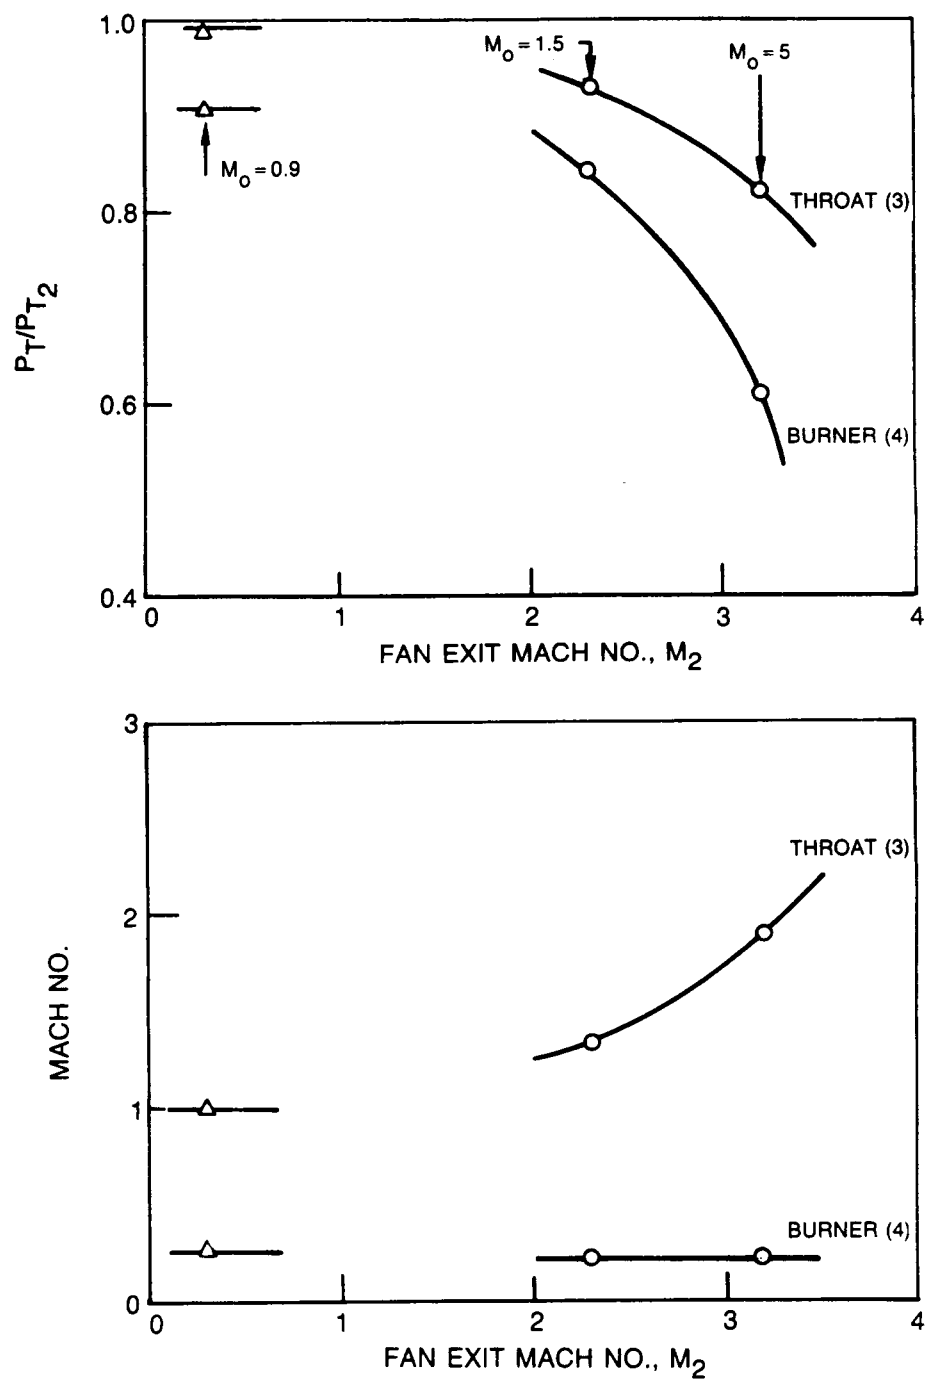 1.0
M₀ = 1.5
M₀ = 5
M₀ = 0.9
THROAT (3)
0.8
P_T/P_T₂
0.6
BURNER (4)
0.4
0 1 2 3 4
FAN EXIT MACH NO., M₂
3
THROAT (3)
2
MACH NO.
1
BURNER (4)
0
0 1 2 3 4
FAN EXIT MACH NO., M₂